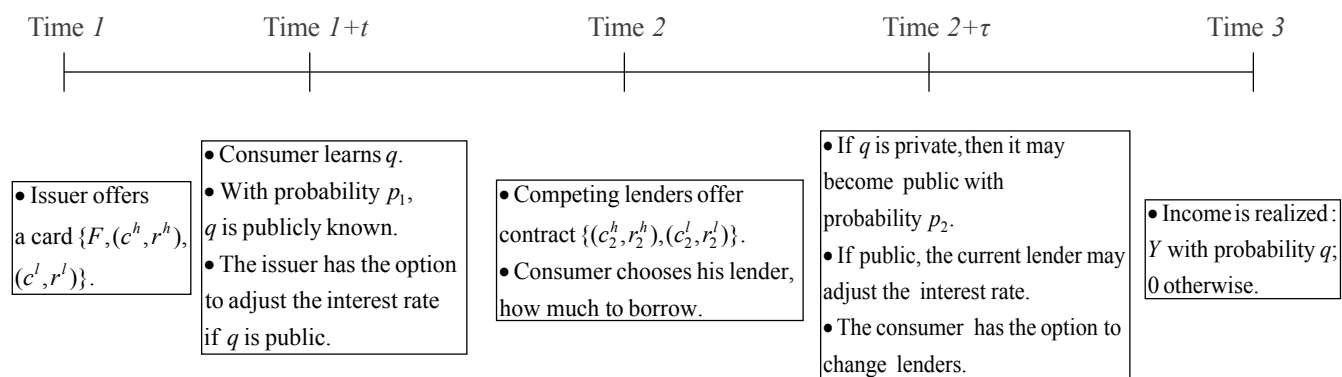 Time 1 Time 1+t Time 2 Time 2+τ Time 3
• Issuer offers
a card {F,(c^h,r^h),
(c^l,r^l)}.
• Consumer learns q.
• With probability p_1,
q is publicly known.
• The issuer has the option
to adjust the interest rate
if q is public.
• Competing lenders offer
contract {(c_2^h,r_2^h),(c_2^l,r_2^l)}.
• Consumer chooses his lender,
how much to borrow.
• If q is private, then it may
become public with
probability p_2.
• If public, the current lender may
adjust the interest rate.
• The consumer has the option to
change lenders.
• Income is realized :
Y with probability q;
0 otherwise.